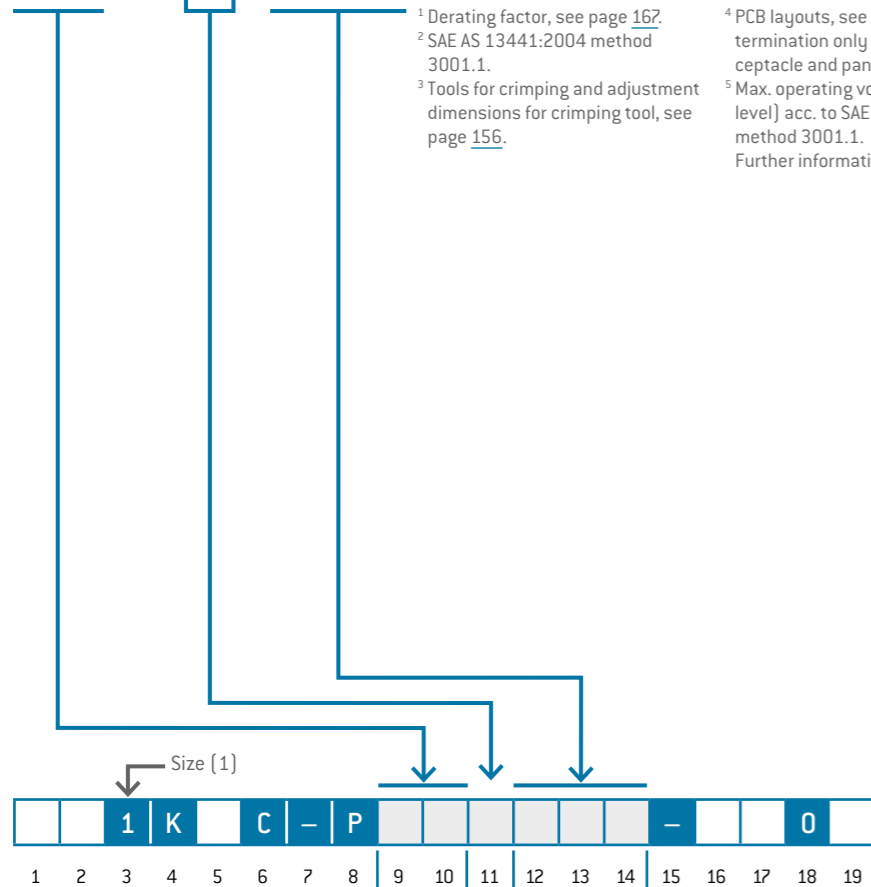 ¹ Derating factor, see page 167.
² SAE AS 13441:2004 method
3001.1.
³ Tools for crimping and adjustment
dimensions for crimping tool, see
page 156.
⁴ PCB layouts, see
termination only
ceptacle and pan
⁵ Max. operating vo
level) acc. to SAE
method 3001.1.
Further informati
Size (1)
1 K C – P – 0
1 2 3 4 5 6 7 8 9 10 11 12 13 14 15 16 17 18 19